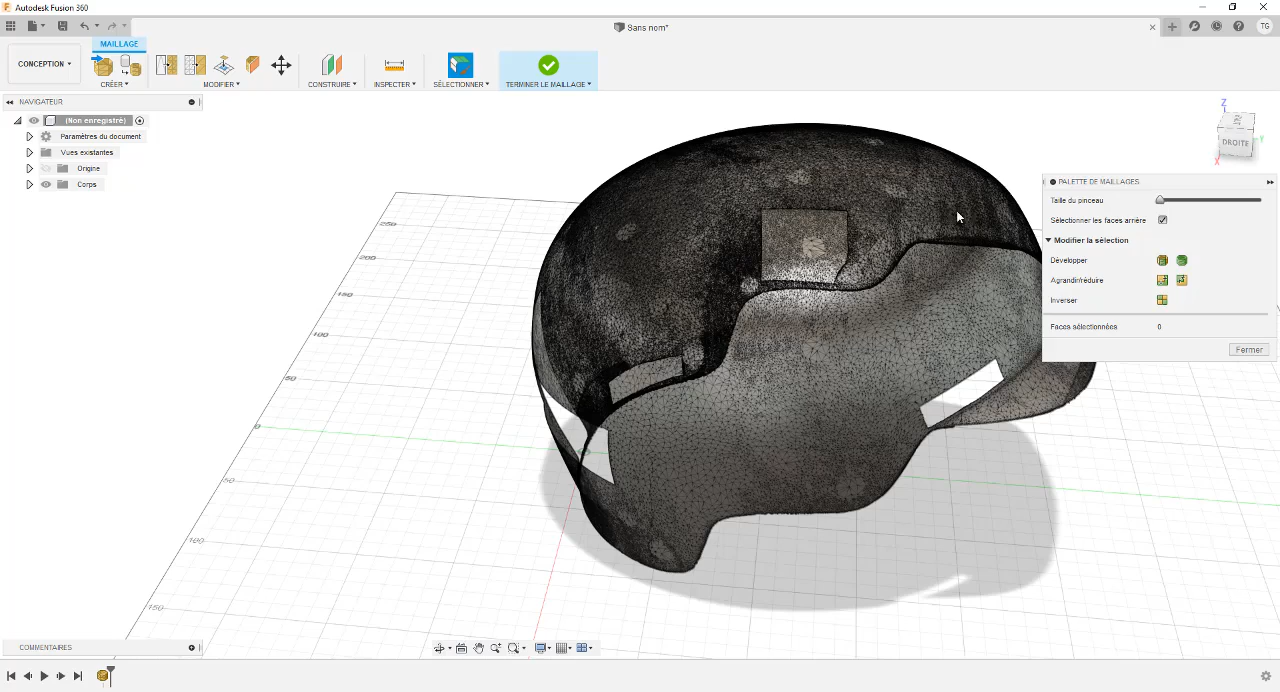 Autodesk Fusion 360
Sans nom*
TG
MAILLAGE
CONCEPTION
CRÉER
MODIFIER
CONSTRUIRE
INSPECTER
SÉLECTIONNER
TERMINER LE MAILLAGE
NAVIGATEUR
(Non enregistré)
Paramètres du document
Vues existantes
Origine
Corps
Z
Y
X
DROITE
PALETTE DE MAILLAGES
Taille du pinceau
Sélectionner les faces arrière
Modifier la sélection
Développer
Agrandir/réduire
Inverser
Faces sélectionnées 0
Fermer
250
200
150
100
50
0
50
100
150
COMMENTAIRES